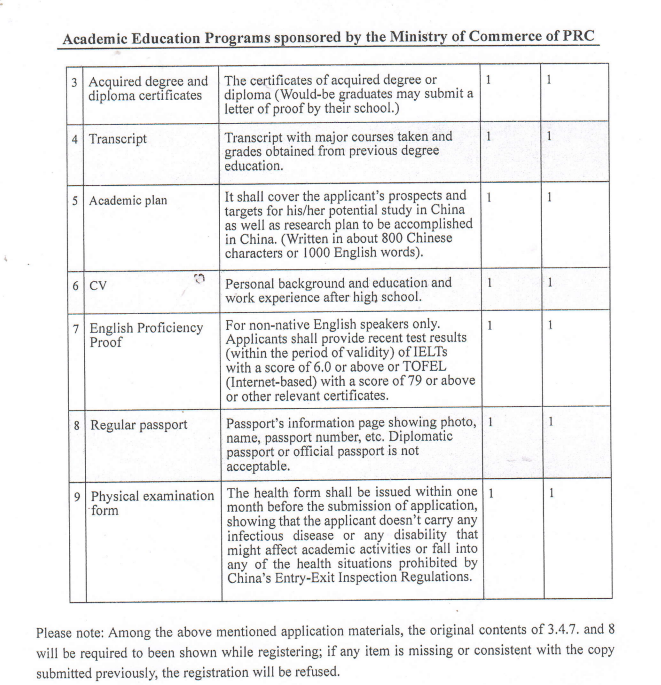 Academic Education Programs sponsored by the Ministry of Commerce of PRC
3 Acquired degree and diploma certificates The certificates of acquired degree or 1 1
diploma (Would-be graduates may submit a
letter of proof by their school.)
4 Transcript Transcript with major courses taken and 1 1
grades obtained from previous degree
education.
5 Academic plan It shall cover the applicant's prospects and 1 1
targets for his/her potential study in China
as well as research plan to be accomplished
in China. (Written in about 800 Chinese
characters or 1000 English words).
6 CV Personal background and education and 1 1
work experience after high school.
7 English Proficiency For non-native English speakers only. 1 1
Proof Applicants shall provide recent test results
(within the period of validity) of IELTs
with a score of 6.0 or above or TOFEL
(Internet-based) with a score of 79 or above
or other relevant certificates.
8 Regular passport Passport's information page showing photo, 1 1
name, passport number, etc. Diplomatic
passport or official passport is not
acceptable.
9 Physical examination The health form shall be issued within one 1 1
form month before the submission of application,
showing that the applicant doesn't carry any
infectious disease or any disability that
might affect academic activities or fall into
any of the health situations prohibited by
China's Entry-Exit Inspection Regulations.
Please note: Among the above mentioned application materials, the original contents of 3.4.7. and 8
will be required to been shown while registering; if any item is missing or consistent with the copy
submitted previously, the registration will be refused.